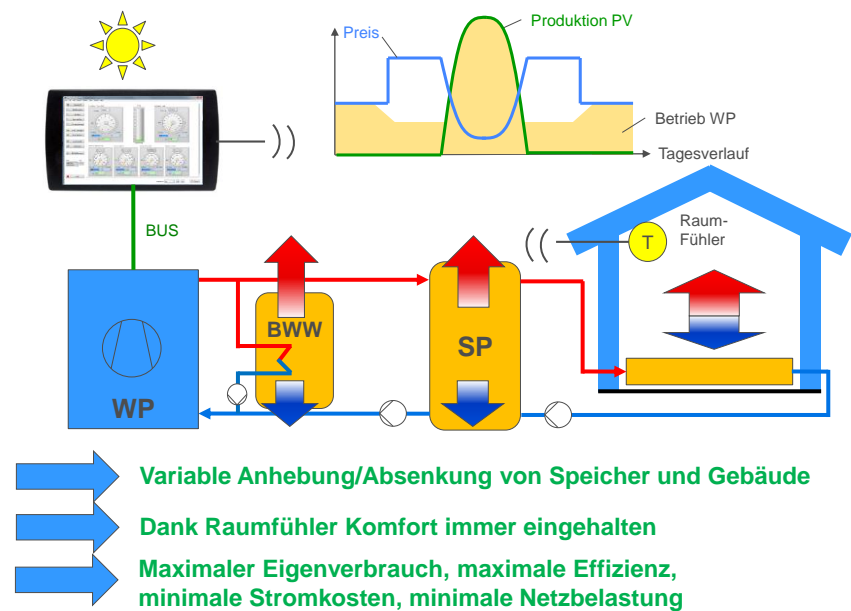 Produktion PV
Preis
Betrieb WP
Tagesverlauf
BUS
Raum-
Fühler
T
BWW
SP
WP
Variable Anhebung/Absenkung von Speicher und Gebäude
Dank Raumfühler Komfort immer eingehalten
Maximaler Eigenverbrauch, maximale Effizienz,
minimale Stromkosten, minimale Netzbelastung